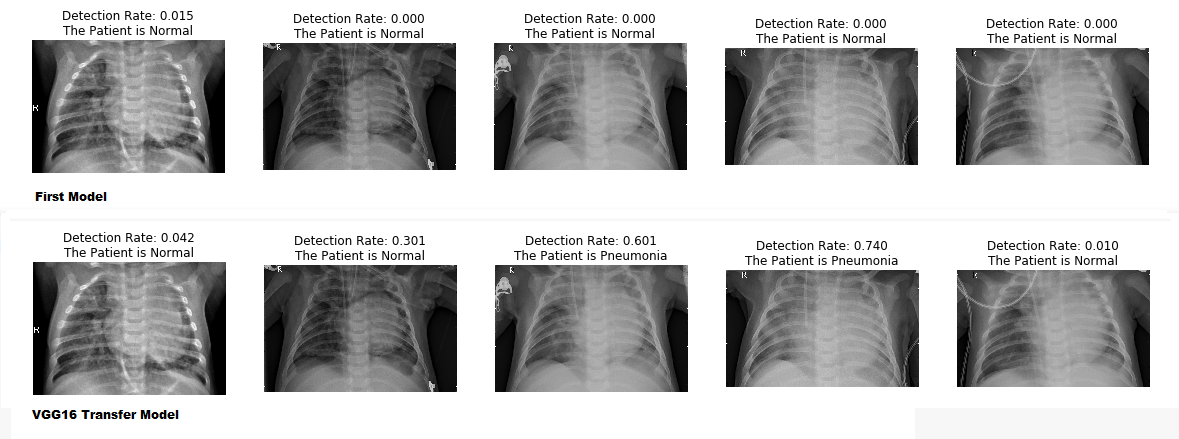 Detection Rate: 0.015
The Patient is Normal
Detection Rate: 0.000
The Patient is Normal
Detection Rate: 0.000
The Patient is Normal
Detection Rate: 0.000
The Patient is Normal
Detection Rate: 0.000
The Patient is Normal
R
R
R
R
R
First Model
Detection Rate: 0.042
The Patient is Normal
Detection Rate: 0.301
The Patient is Normal
Detection Rate: 0.601
The Patient is Pneumonia
Detection Rate: 0.740
The Patient is Pneumonia
Detection Rate: 0.010
The Patient is Normal
R
R
R
R
R
VGG16 Transfer Model